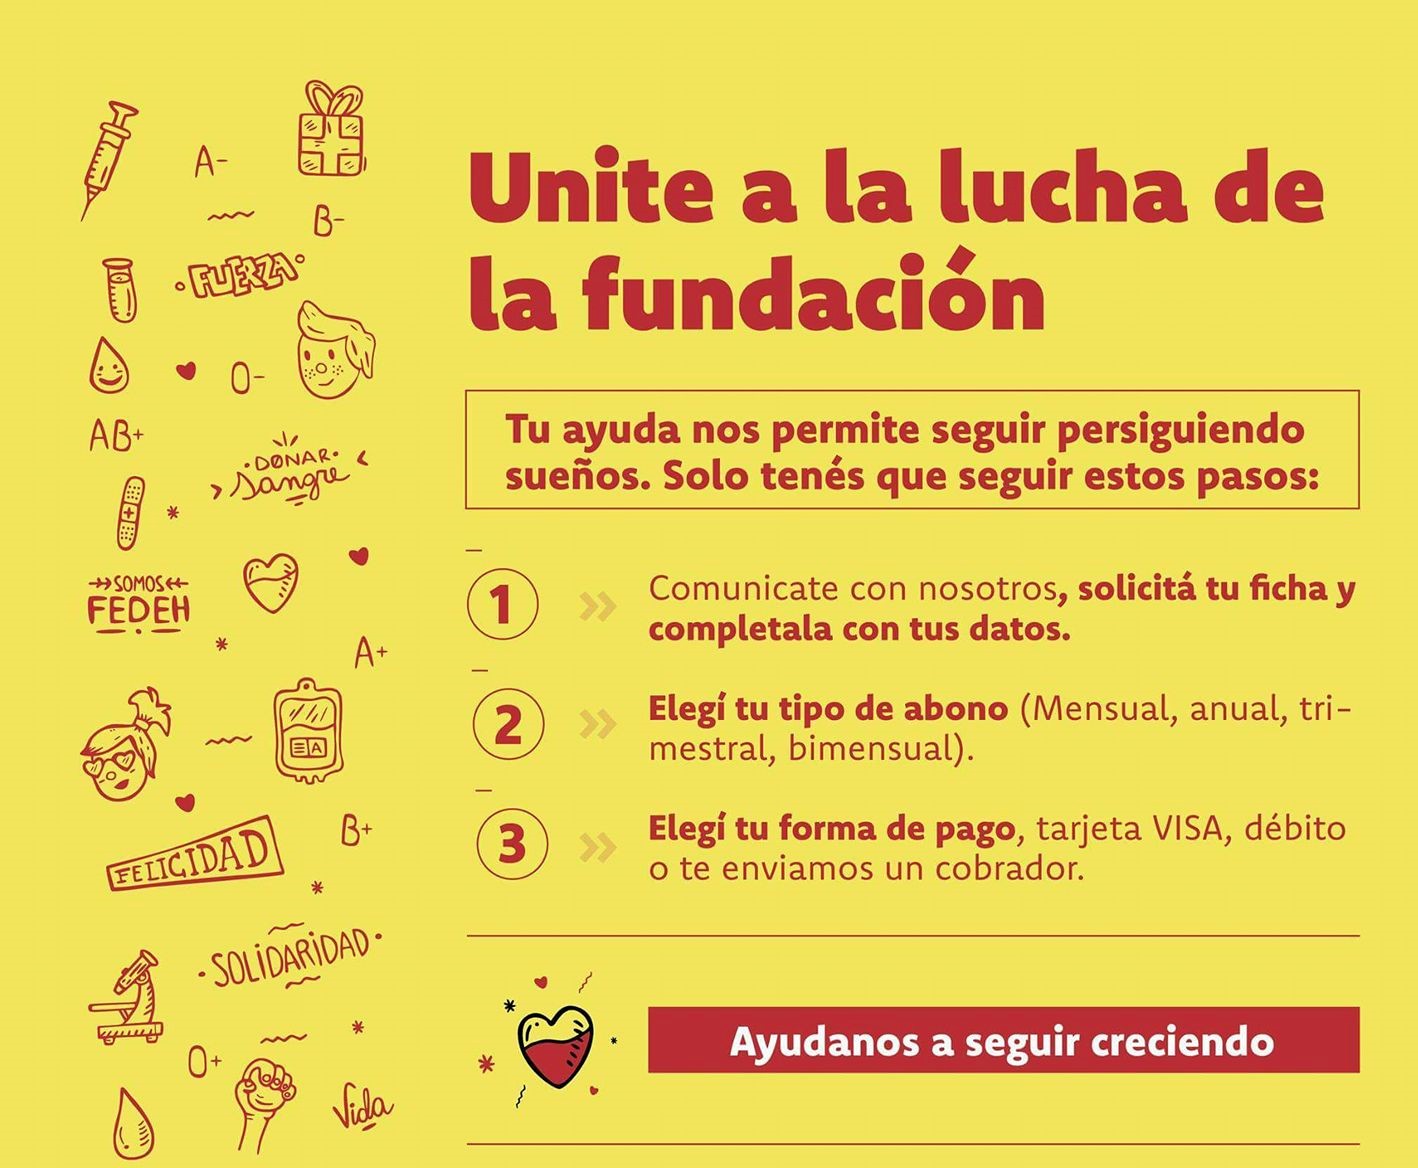 A-
B-
FUERZA
O-
AB+
DONAR
Sangre
SOMOS
FEDEH
A+
A
FELICIDAD
B+
SOLIDARIDAD
O+
Vida
Unite a la lucha de
la fundación
Tu ayuda nos permite seguir persiguiendo
sueños. Solo tenés que seguir estos pasos:
1
Comunicate con nosotros, solicitá tu ficha y
completala con tus datos.
2
Elegí tu tipo de abono (Mensual, anual, tri-
mestral, bimensual).
3
Elegí tu forma de pago, tarjeta VISA, débito
o te enviamos un cobrador.
Ayudanos a seguir creciendo